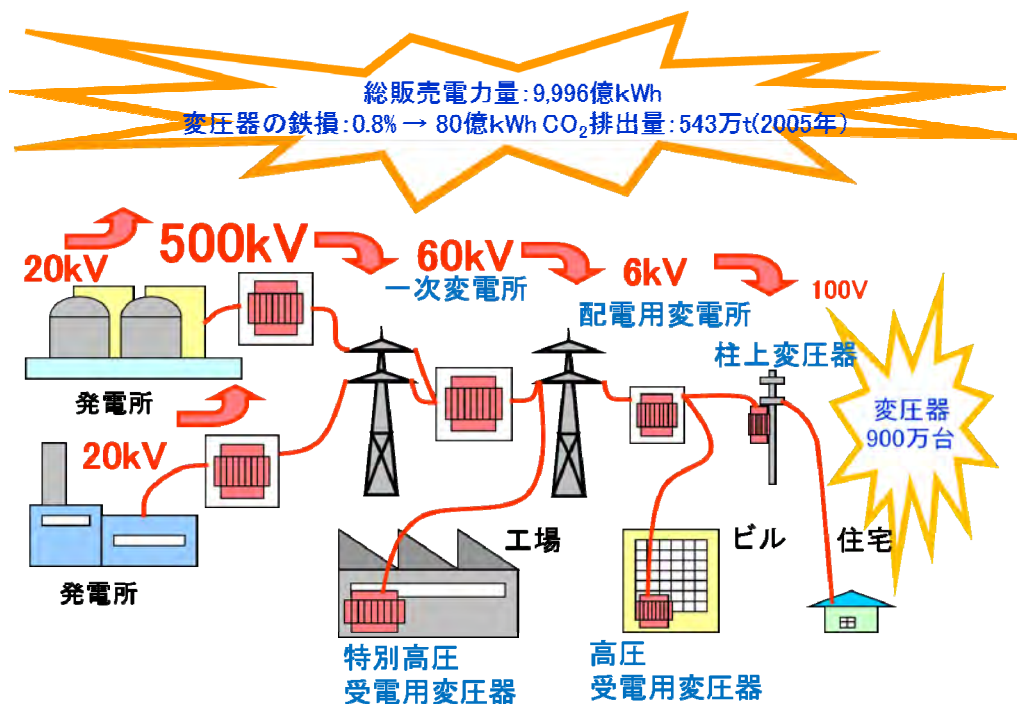 総販売電力量:9,996億kWh
変圧器の鉄損:0.8% → 80億kWh CO₂排出量:543万t(2005年)
20kV
500kV
60kV
6kV
100V
一次変電所
配電用変電所
柱上変圧器
発電所
変圧器
900万台
20kV
発電所
工場
ビル
住宅
特別高圧
受電用変圧器
高圧
受電用変圧器